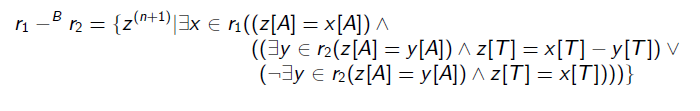 r₁ −ᴮ r₂ = {z⁽ⁿ⁺¹⁾|∃x ∈ r₁((z[A] = x[A]) ∧
((∃y ∈ r₂(z[A] = y[A]) ∧ z[T] = x[T] − y[T]) ∨
(¬∃y ∈ r₂(z[A] = y[A]) ∧ z[T] = x[T])))}